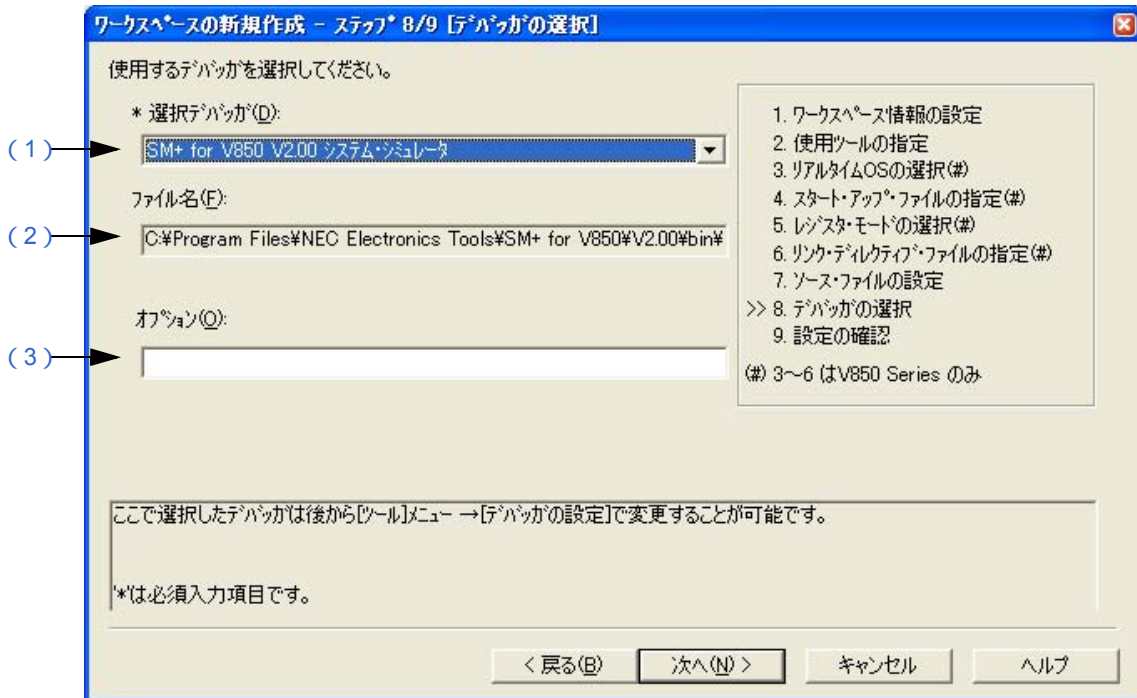 ワークスペースの新規作成 - ステップ 8/9 [デバッガの選択]
使用するデバッガを選択してください。
* 選択デバッガ(D):
(1)
SM+ for V850 V2.00 システム・シミュレータ
ファイル名(F):
(2)
C:¥Program Files¥NEC Electronics Tools¥SM+ for V850¥V2.00¥bin¥
オプション(O):
(3)
1. ワークスペース情報の設定
2. 使用ツールの指定
3. リアルタイムOSの選択(#)
4. スタート・アップ・ファイルの指定(#)
5. レジスタ・モードの選択(#)
6. リンク・ディレクティブ・ファイルの指定(#)
7. ソース・ファイルの設定
>> 8. デバッガの選択
9. 設定の確認
(#) 3～6 はV850 Series のみ
ここで選択したデバッガは後から[ツール]メニュー →[デバッガの設定]で変更することが可能です。
'*'は必須入力項目です。
< 戻る(B)
次へ(N) >
キャンセル
ヘルプ